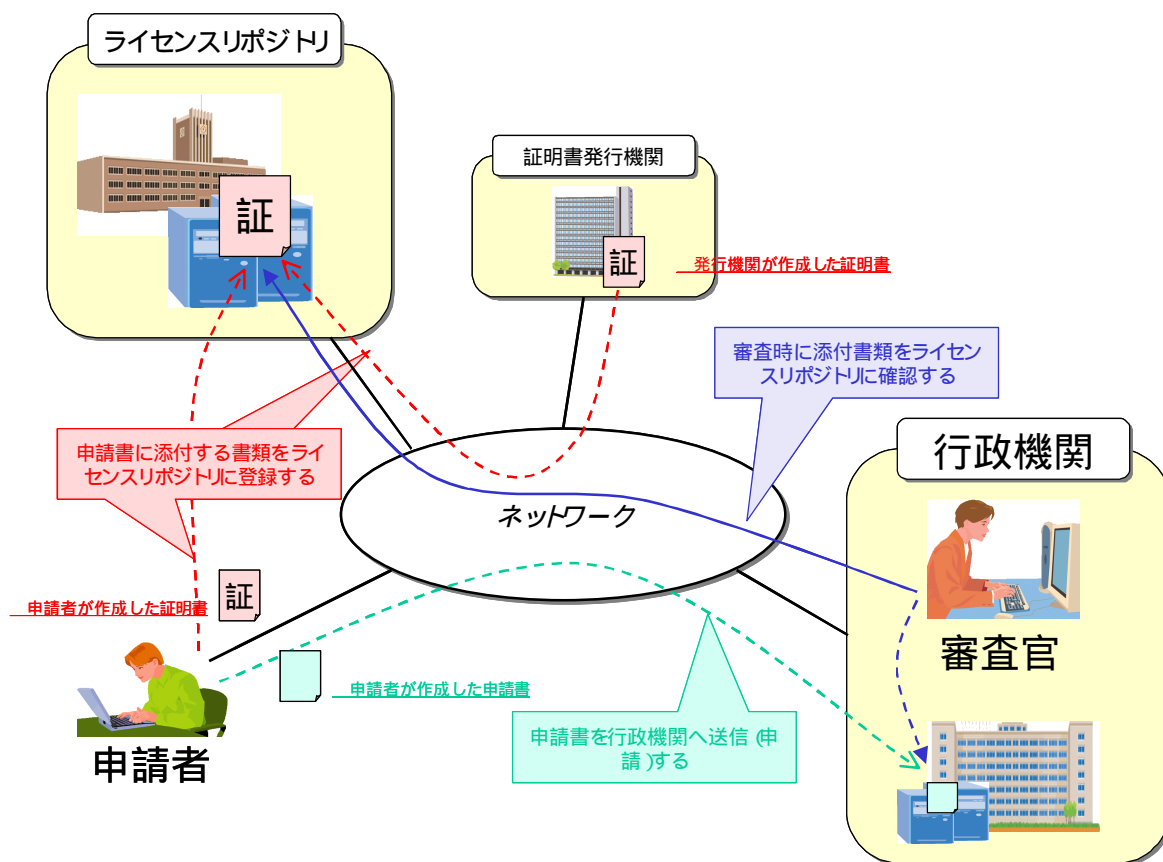 ライセンスリポジトリ
証
証明書発行機関
証
発行機関が作成した証明書
審査時に添付書類をライセン
スリポジトリに確認する
申請書に添付する書類をライ
センスリポジトリに登録する
行政機関
ネットワーク
証
申請者が作成した証明書
審査官
申請者が作成した申請書
申請者
申請書を行政機関へ送信(申
請)する